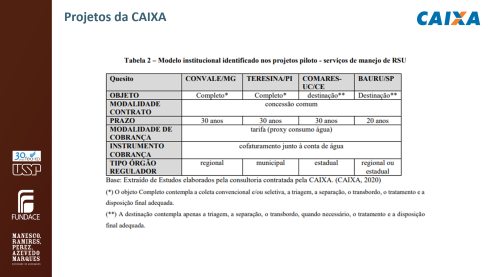 Projetos da CAIXA
CAIXA
Tabela 2 – Modelo institucional identificado nos projetos piloto - serviços de manejo de RSU
Quesito CONVALE/MG TERESINA/PI COMARES-UC/CE BAURU/SP
OBJETO Completo* Completo* destinação** Destinação**
MODALIDADE CONTRATO concessão comum
PRAZO 30 anos 30 anos 30 anos 20 anos
MODALIDADE DE COBRANÇA tarifa (proxy consumo água)
INSTRUMENTO COBRANÇA cofaturamento junto à conta de água
TIPO ÓRGÃO REGULADOR regional municipal estadual regional ou estadual
Base: Extraído de Estudos elaborados pela consultoria contratada pela CAIXA. (CAIXA, 2020)
(*) O objeto Completo contempla a coleta convencional e/ou seletiva, a triagem, a separação, o transbordo, o tratamento e a
disposição final adequada.
(**) A destinação contempla apenas a triagem, a separação, o transbordo, quando necessário, o tratamento e a disposição
final adequada.
USP
FUNDACE
MANESCO,
RAMIRES,
PEREZ,
AZEVEDO
MARQUES